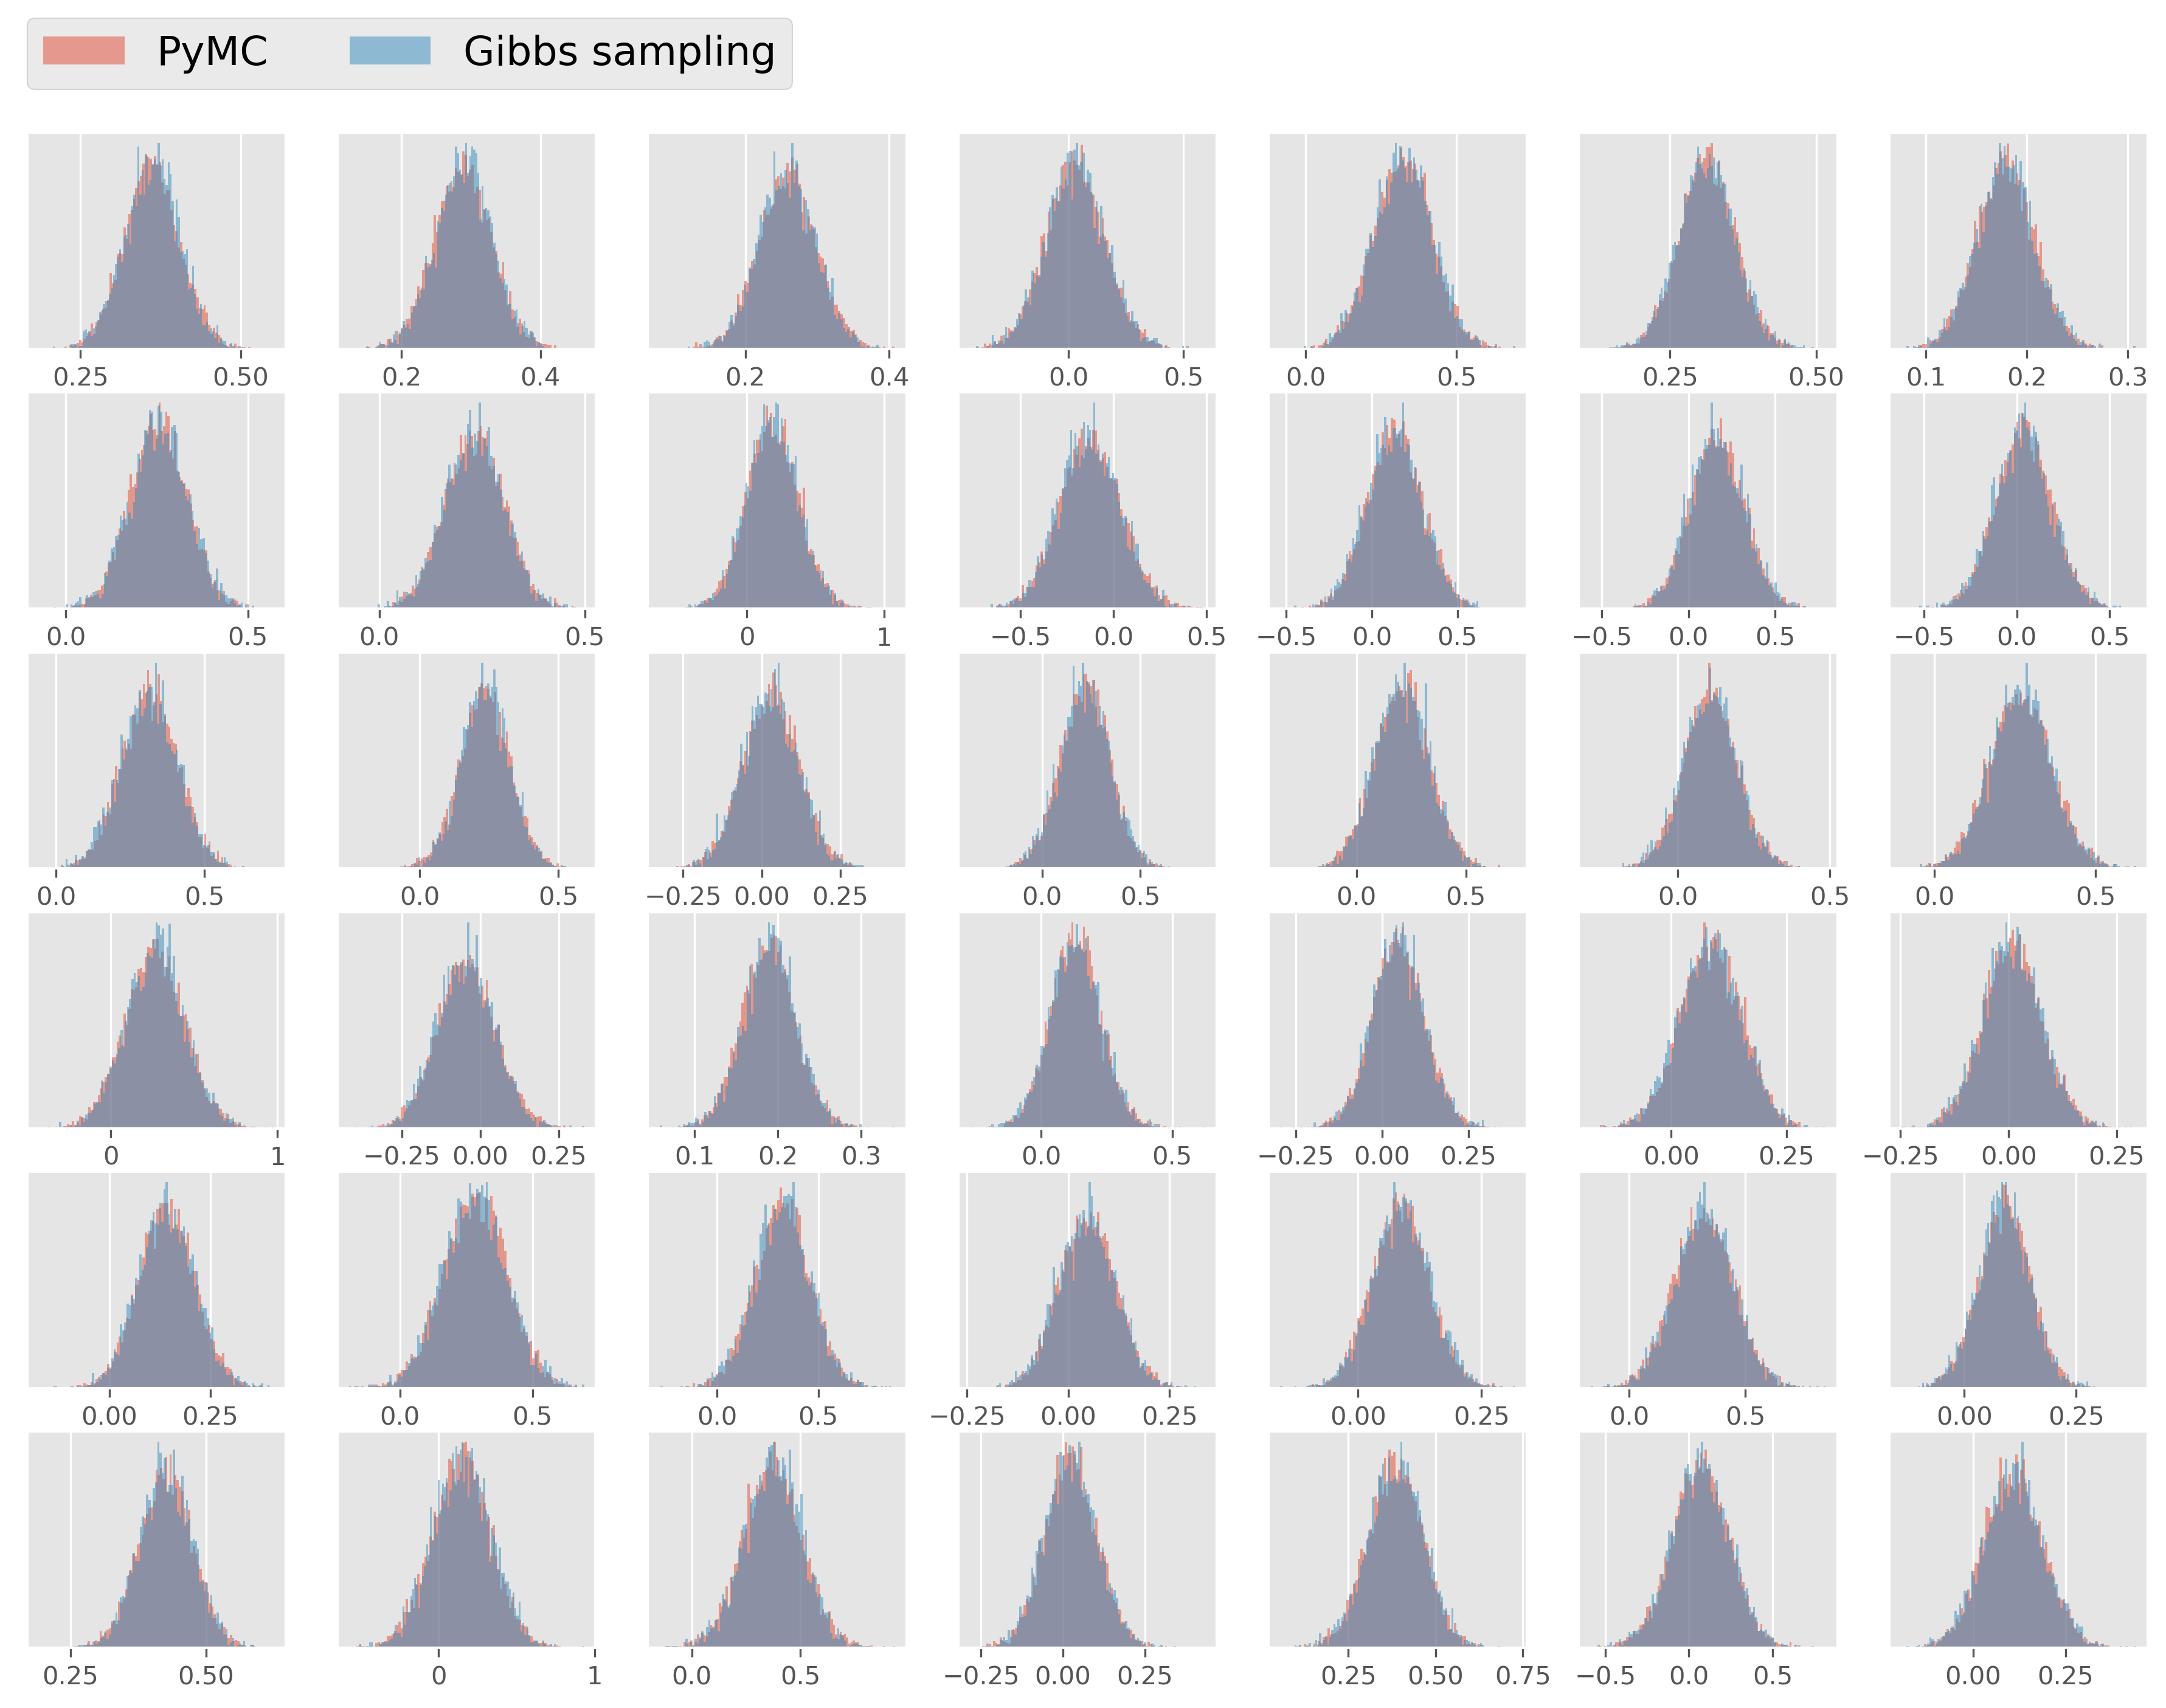 PyMC Gibbs sampling
0.25 0.50 0.2 0.4 0.2 0.4 0.0 0.5 0.0 0.5 0.25 0.50 0.1 0.2 0.3
0.0 0.5 0.0 0.5 0 1 −0.5 0.0 0.5 −0.5 0.0 0.5 −0.5 0.0 0.5 −0.5 0.0 0.5
0.0 0.5 0.0 0.5 −0.25 0.00 0.25 0.0 0.5 0.0 0.5 0.0 0.5 0.0 0.5
0 1 −0.25 0.00 0.25 0.1 0.2 0.3 0.0 0.5 −0.25 0.00 0.25 0.00 0.25 −0.25 0.00 0.25
0.00 0.25 0.0 0.5 0.0 0.5 −0.25 0.00 0.25 0.00 0.25 0.0 0.5 0.00 0.25
0.25 0.50 0 1 0.0 0.5 −0.25 0.00 0.25 0.25 0.50 0.75 −0.5 0.0 0.5 0.00 0.25